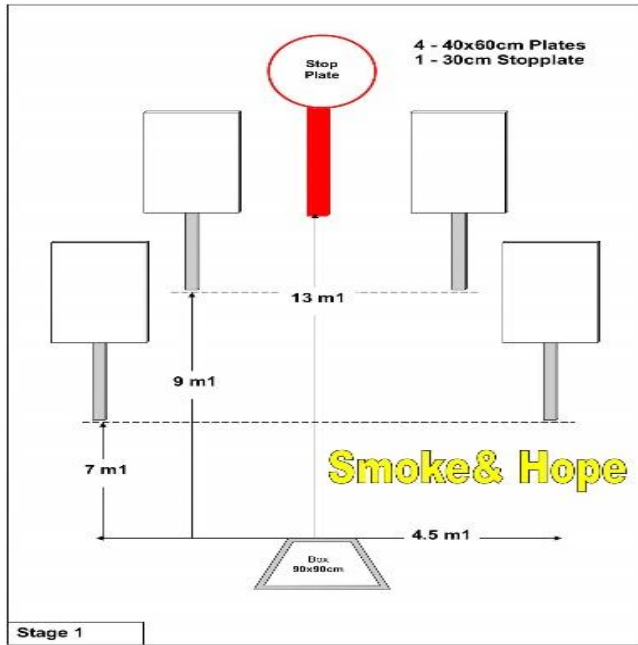 4 - 40x60cm Plates
1 - 30cm Stopplate
Stop
Plate
13 m1
9 m1
7 m1
Smoke& Hope
4.5 m1
Box
90x90cm
Stage 1